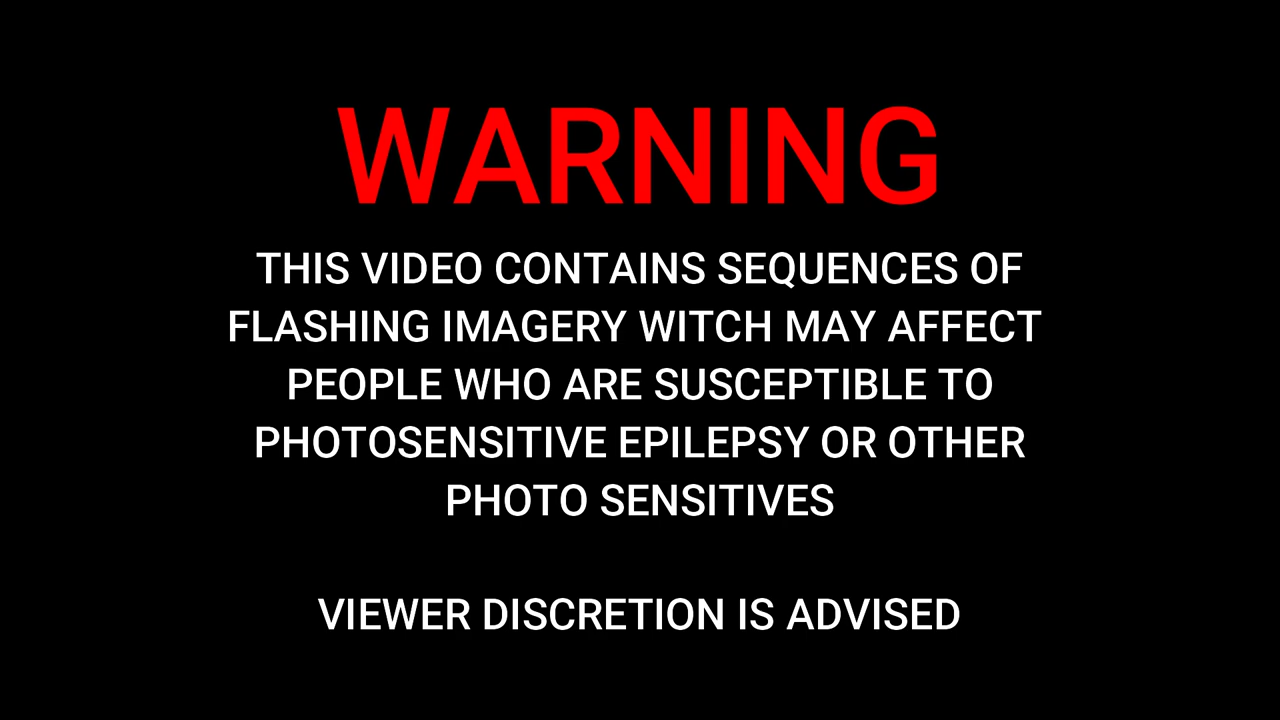 WARNING
THIS VIDEO CONTAINS SEQUENCES OF
FLASHING IMAGERY WITCH MAY AFFECT
PEOPLE WHO ARE SUSCEPTIBLE TO
PHOTOSENSITIVE EPILEPSY OR OTHER
PHOTO SENSITIVES
VIEWER DISCRETION IS ADVISED